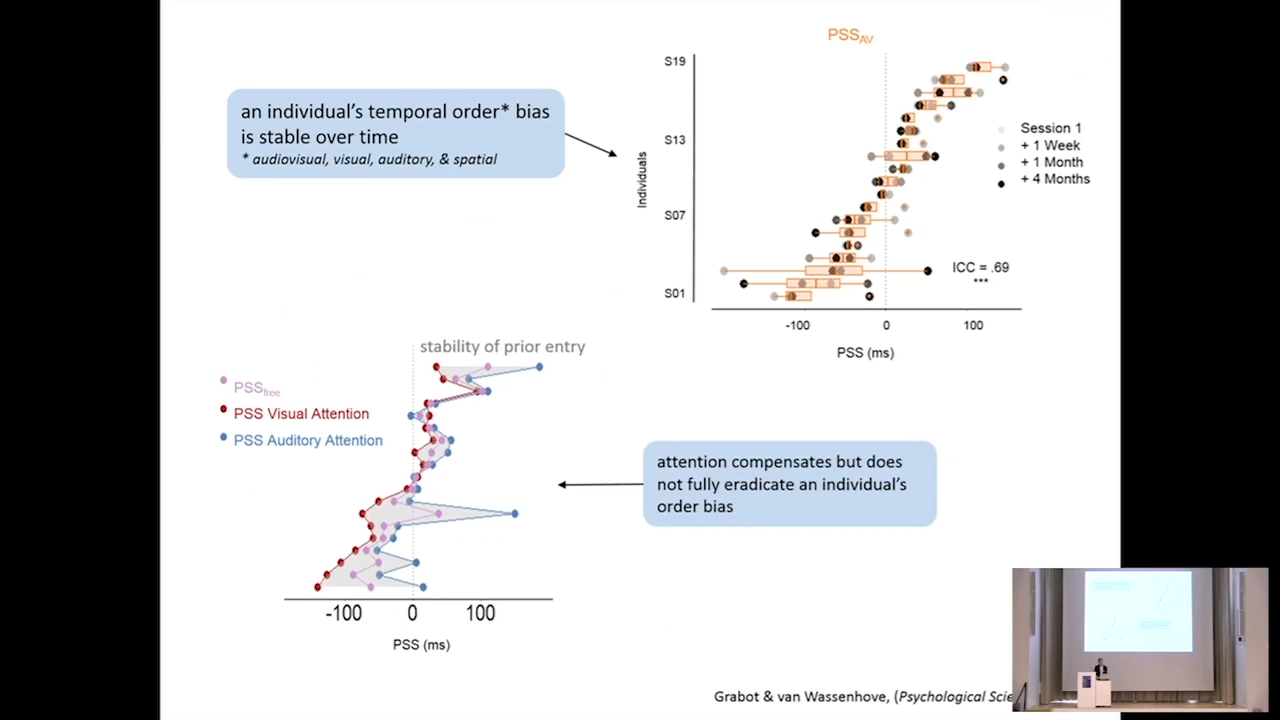 PSSAV
an individual's temporal order* bias
is stable over time
* audiovisual, visual, auditory, & spatial
S19
S13
S07
S01
Individuals
Session 1
+ 1 Week
+ 1 Month
+ 4 Months
ICC = .69
***
-100 0 100
PSS (ms)
stability of prior entry
PSSfree
PSS Visual Attention
PSS Auditory Attention
attention compensates but does
not fully eradicate an individual's
order bias
-100 0 100
PSS (ms)
Grabot & van Wassenhove, (Psychological